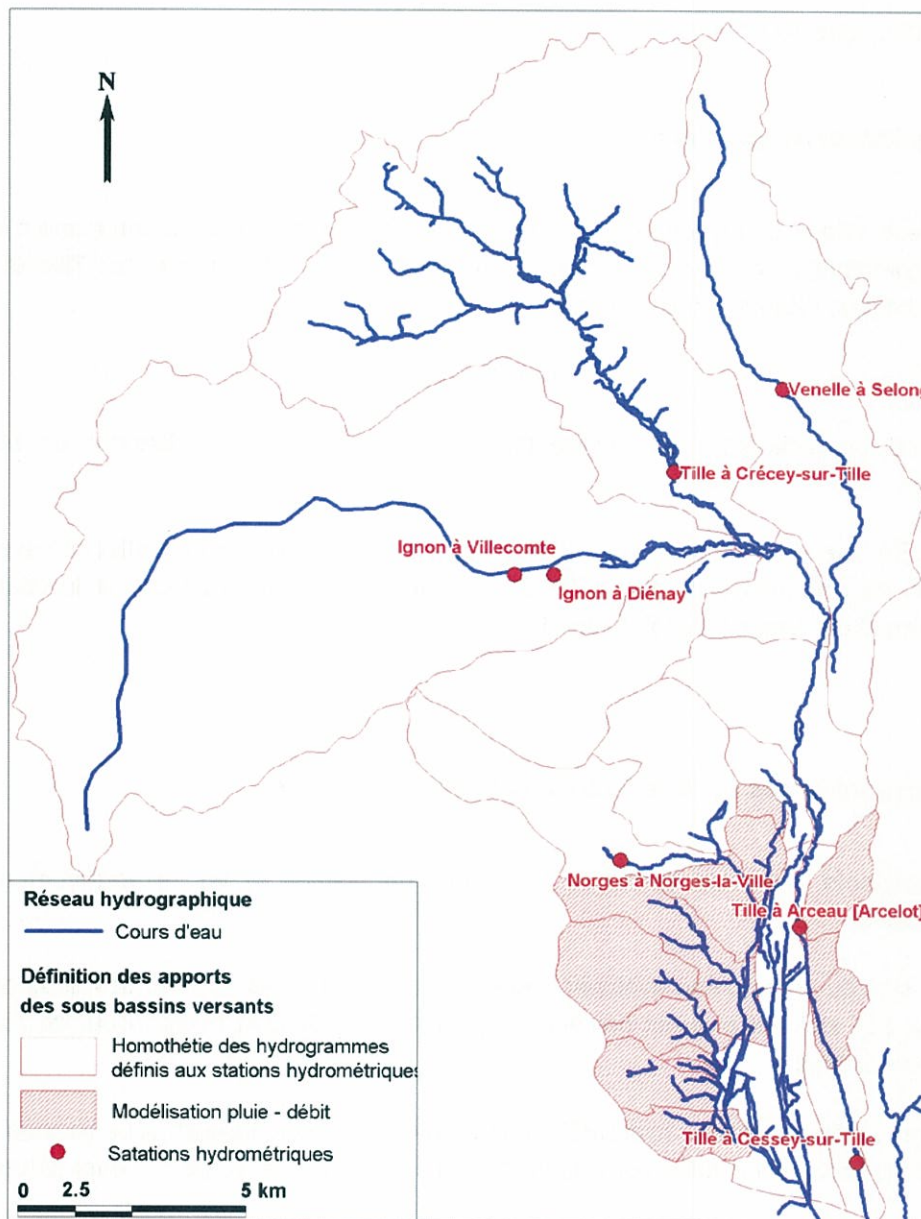 N
Venelle à Selong
Tille à Crécey-sur-Tille
Ignon à Villecomte
Ignon à Diénay
Norges à Norges-la-Ville
Tille à Arceau [Arcelot]
Tille à Cessey-sur-Tille
Réseau hydrographique
Cours d'eau
Définition des apports
des sous bassins versants
Homothétie des hydrogrammes
définis aux stations hydrométriques
Modélisation pluie - débit
Satations hydrométriques
0 2.5 5 km